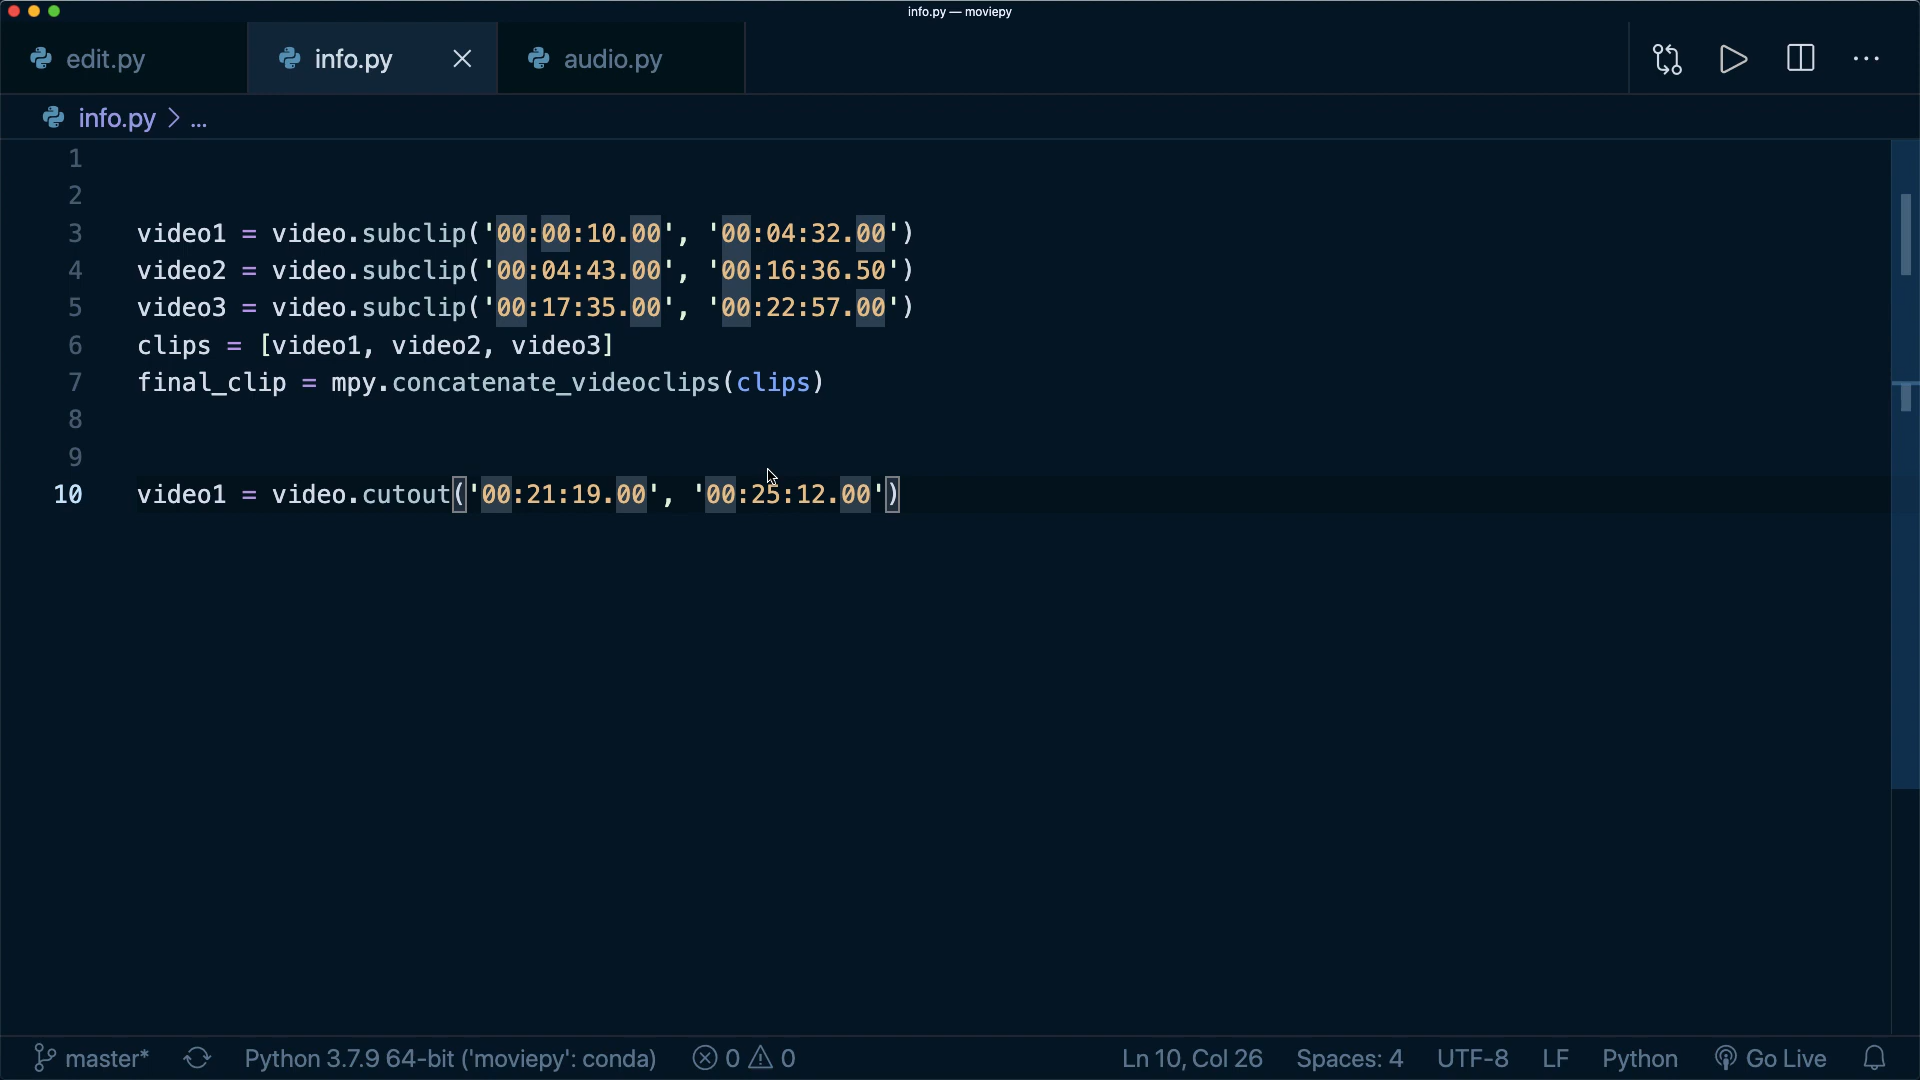 info.py — moviepy
edit.py
info.py
audio.py
info.py > ...
1
2
3 video1 = video.subclip('00:00:10.00', '00:04:32.00')
4 video2 = video.subclip('00:04:43.00', '00:16:36.50')
5 video3 = video.subclip('00:17:35.00', '00:22:57.00')
6 clips = [video1, video2, video3]
7 final_clip = mpy.concatenate_videoclips(clips)
8
9
10 video1 = video.cutout('00:21:19.00', '00:25:12.00')
master* Python 3.7.9 64-bit ('moviepy': conda) 0 0 Ln 10, Col 26 Spaces: 4 UTF-8 LF Python Go Live